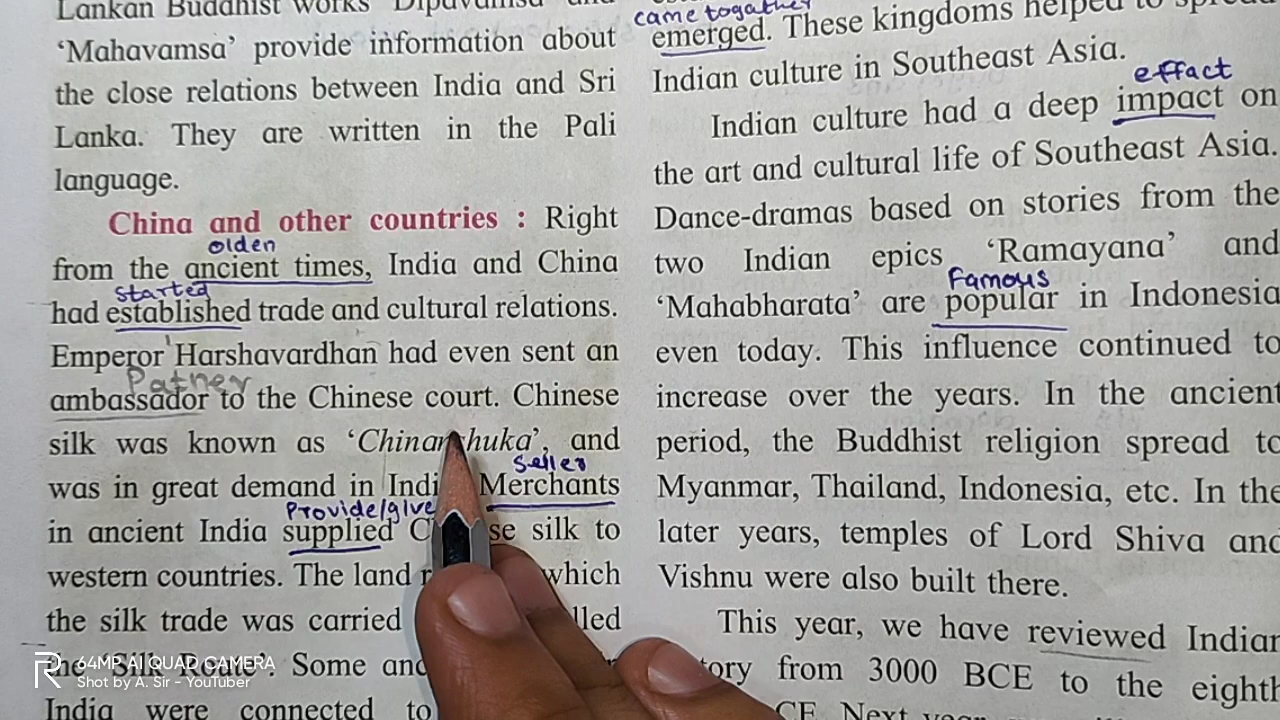 Lankan Buddhist works 'Dipavamsa' and
'Mahavamsa' provide information about
the close relations between India and Sri
Lanka. They are written in the Pali
language.
China and other countries : Right
olden
from the ancient times, India and China
started
had established trade and cultural relations.
Emperor Harshavardhan had even sent an
Patner
ambassador to the Chinese court. Chinese
silk was known as and
seller
was in great demand in Merchants
Provide/give
in ancient India supplied silk to
western countries. The land which
the silk trade was carried
the 'Silk Route'. Some
India were connected to
came togather
emerged. These kingdoms helped to spread
Indian culture in Southeast Asia.
effact
Indian culture had a deep impact on
the art and cultural life of Southeast Asia.
Dance-dramas based on stories from the
two Indian epics 'Ramayana' and
Famous
'Mahabharata' are popular in Indonesia
even today. This influence continued to
increase over the years. In the ancient
period, the Buddhist religion spread to
Myanmar, Thailand, Indonesia, etc. In the
later years, temples of Lord Shiva and
Vishnu were also built there.
This year, we have reviewed Indian
from 3000 BCE to the eighth
CE. Next year
64MP AI QUAD CAMERA
Shot by A. Sir - YouTuber